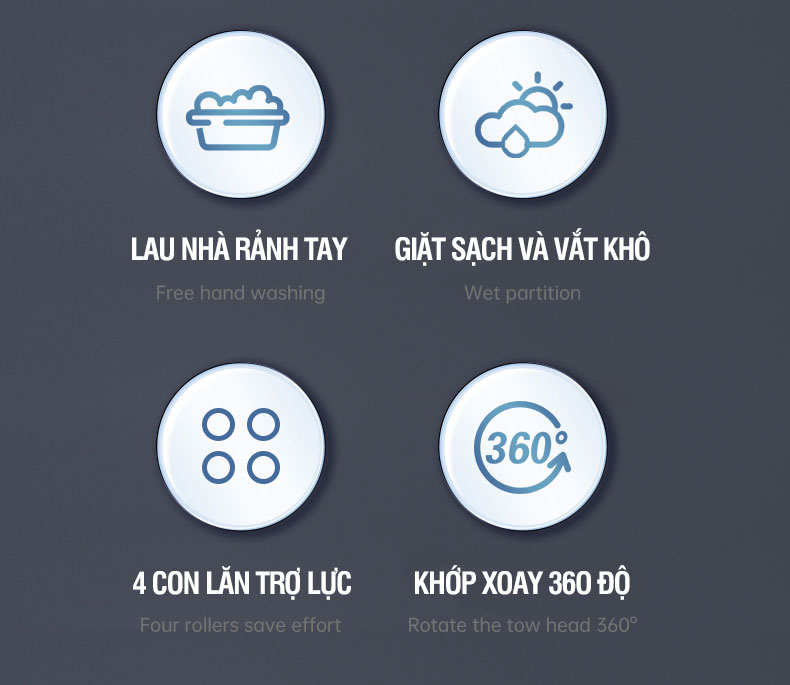 LAU NHÀ RẢNH TAY
Free hand washing
GIẶT SẠCH VÀ VẮT KHÔ
Wet partition
360°
4 CON LĂN TRỢ LỰC
Four rollers save effort
KHỚP XOAY 360 ĐỘ
Rotate the tow head 360°